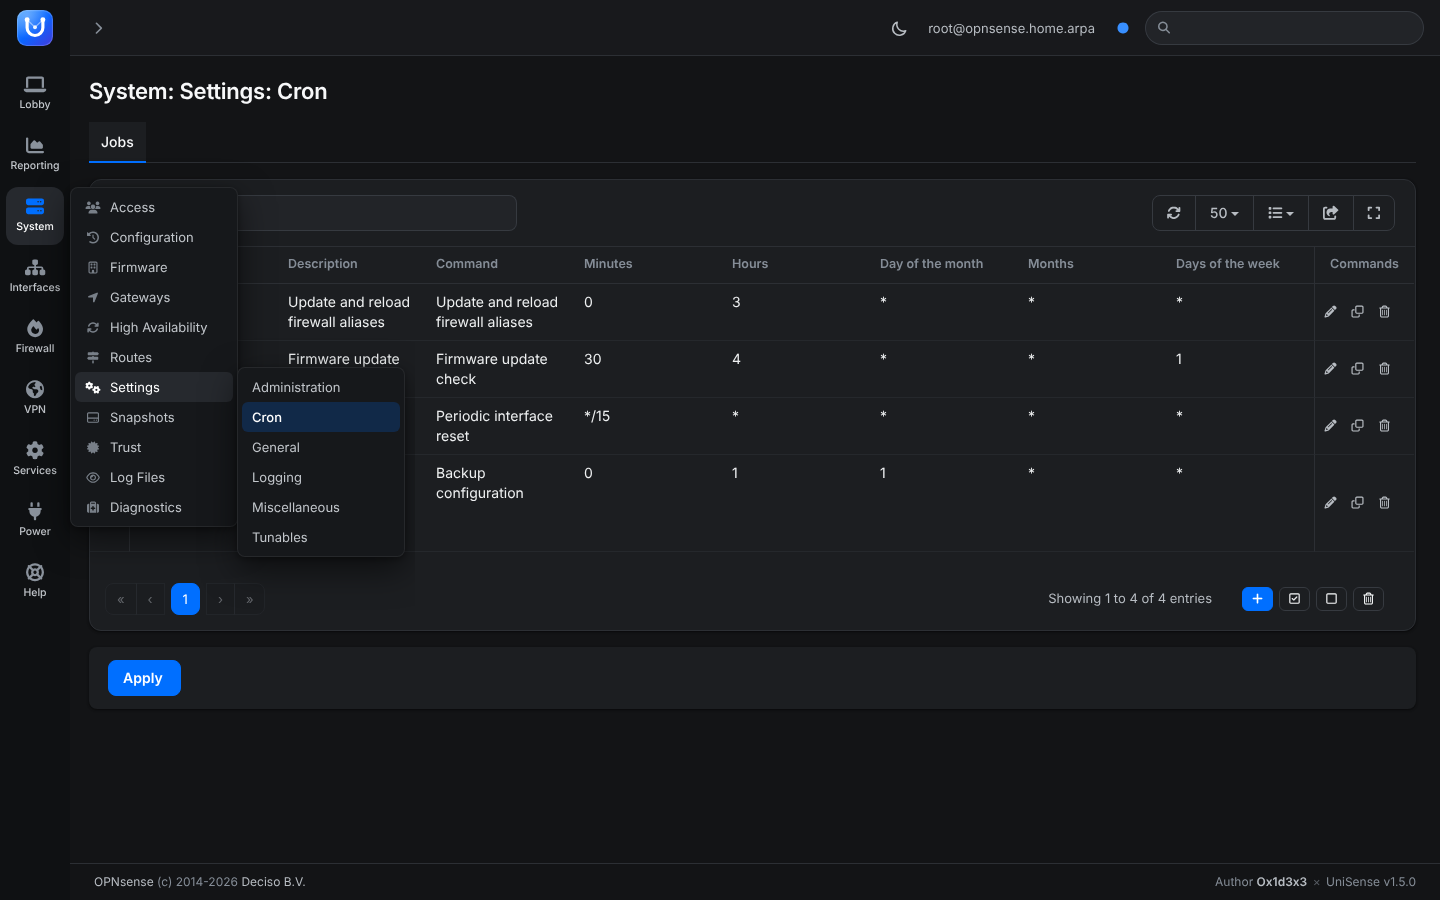 root@opnsense.home.arpa
Lobby
Reporting
System
Interfaces
Firewall
VPN
Services
Power
Help
System: Settings: Cron
Jobs
Access
Configuration
Firmware
Gateways
High Availability
Routes
Settings
Snapshots
Trust
Log Files
Diagnostics
Administration
Cron
General
Logging
Miscellaneous
Tunables
50
Description Command Minutes Hours Day of the month Months Days of the week Commands
Update and reload firewall aliases Update and reload firewall aliases 0 3 * * *
Firmware update Firmware update check 30 4 * * 1
Periodic interface reset */15 * * * *
Backup configuration 0 1 1 * *
« ‹ 1 › »
Showing 1 to 4 of 4 entries
Apply
OPNsense (c) 2014-2026 Deciso B.V.
Author 0x1d3x3 × UniSense v1.5.0